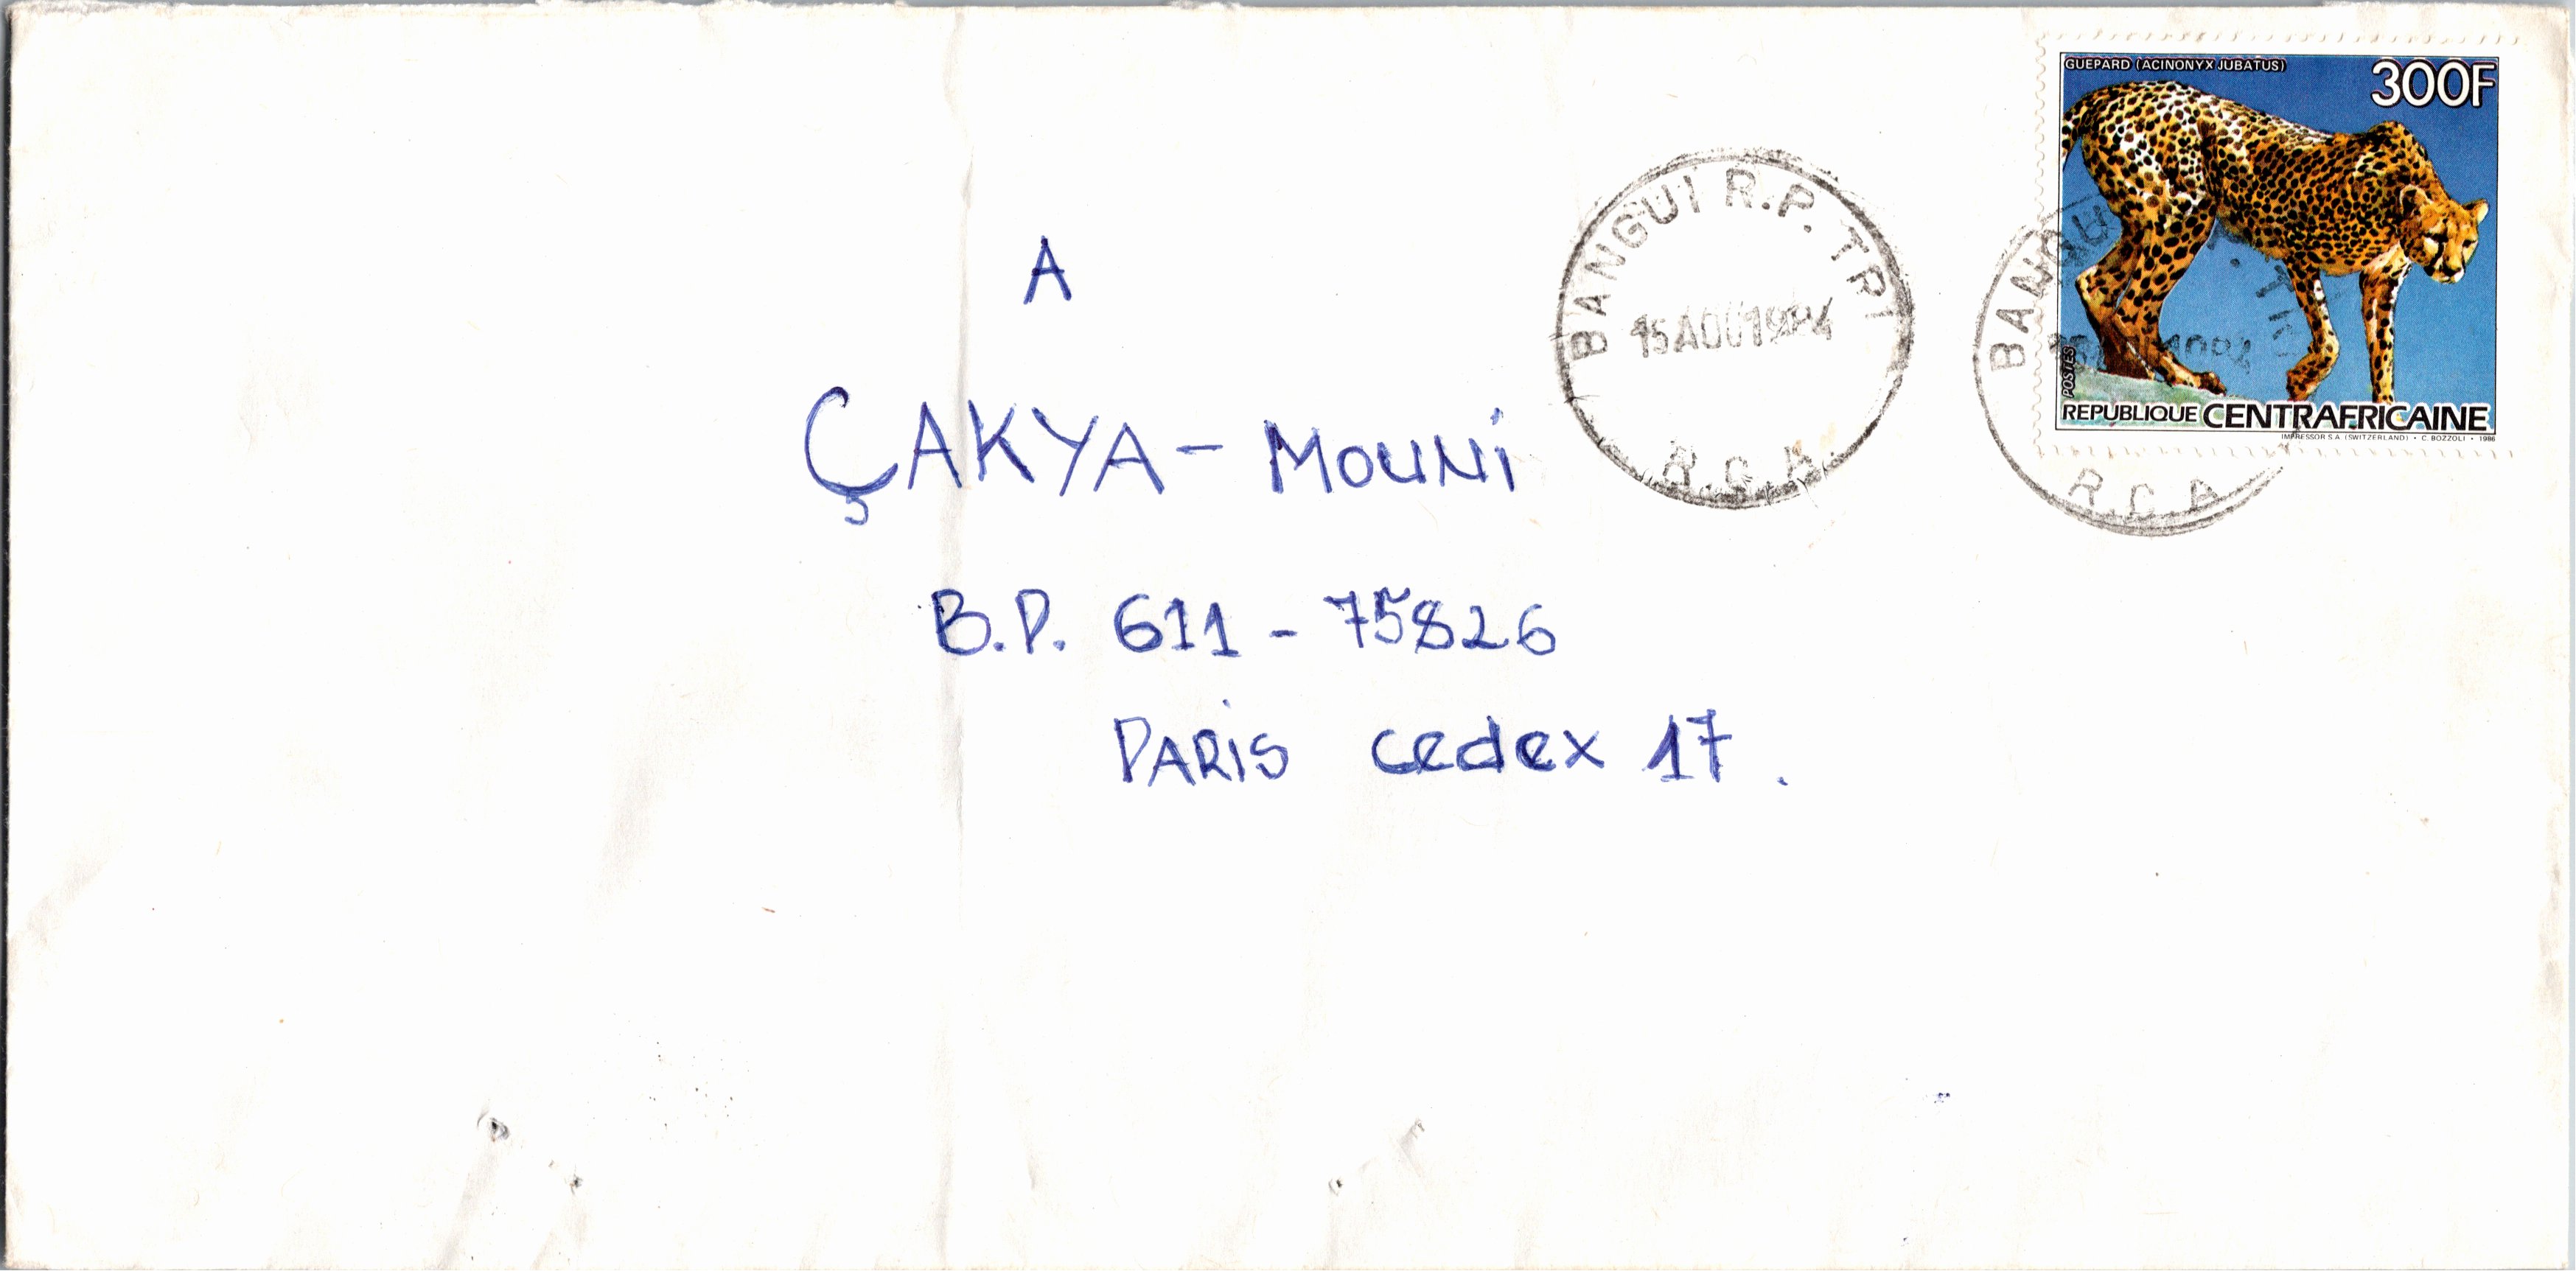 GUEPARD (ACINONYX JUBATUS)
300F
POSTES
REPUBLIQUE CENTRAFRICAINE
IMPRESSOR S.A. (SWITZERLAND) • C. BOZZOLI • 1986
BANGUI R.P. TRI
15 AOU
R.C.A
BANGUI
R.C.A
A
ÇAKYA - MOUNi
B.P. 611 - 75826
PARiS cedex 17.